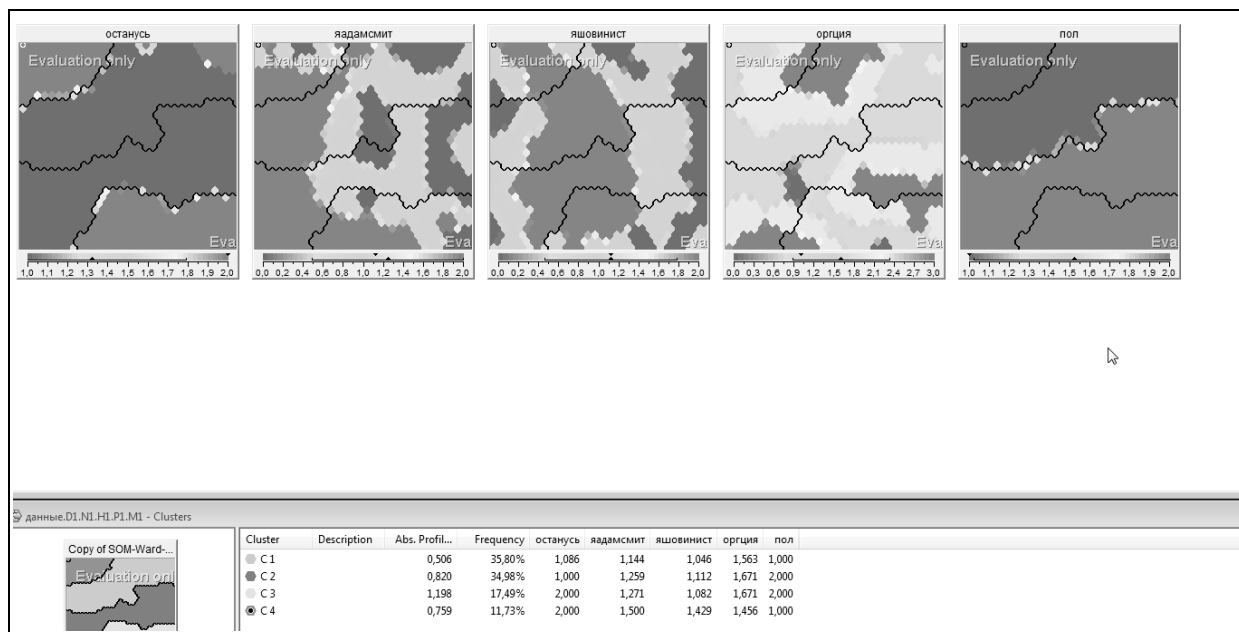 останусь яадамсмит яшовинист оргция пол
Evaluation only Evaluation only Evaluation only Evaluation only Evaluation only
Eva Eva Eva Eva Eva
1,0 1,1 1,2 1,3 1,4 1,5 1,6 1,7 1,8 1,9 2,0 0,0 0,2 0,4 0,6 0,8 1,0 1,2 1,4 1,6 1,8 2,0 0,0 0,2 0,4 0,6 0,8 1,0 1,2 1,4 1,6 1,8 2,0 0,0 0,3 0,6 0,9 1,2 1,5 1,8 2,1 2,4 2,7 3,0 1,0 1,1 1,2 1,3 1,4 1,5 1,6 1,7 1,8 1,9 2,0
данные.D1.N1.H1.P1.M1 - Clusters
Copy of SOM-Ward-...
Evaluation onl
Cluster Description Abs. Profil... Frequency останусь яадамсмит яшовинист оргция пол
C 1 0,506 35,80% 1,086 1,144 1,046 1,563 1,000
C 2 0,820 34,98% 1,000 1,259 1,112 1,671 2,000
C 3 1,198 17,49% 2,000 1,271 1,082 1,671 2,000
C 4 0,759 11,73% 2,000 1,500 1,429 1,456 1,000